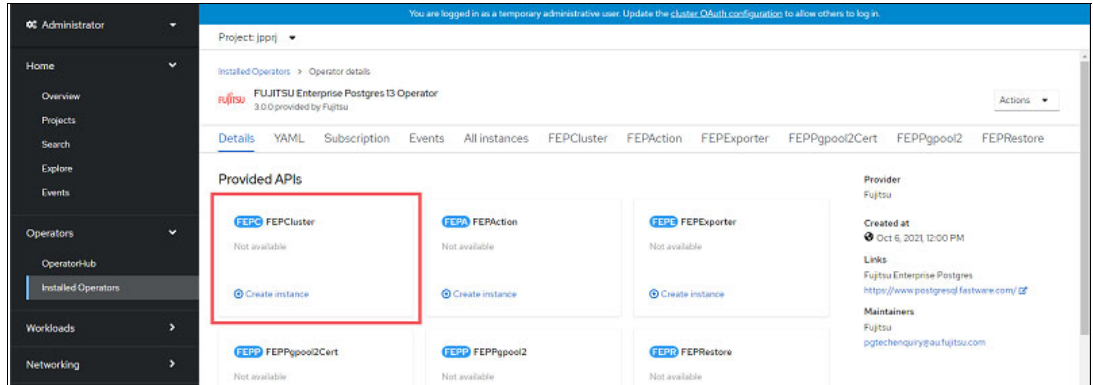 You are logged in as a temporary administrative user. Update the cluster OAuth configuration to allow others to log in.
Administrator
Project: jpprj
Home
Overview
Projects
Search
Explore
Events
Operators
OperatorHub
Installed Operators
Workloads
Networking
Installed Operators > Operator details
FUJITSU
FUJITSU Enterprise Postgres 13 Operator
3.0.0 provided by Fujitsu
Actions
Details YAML Subscription Events All instances FEPCluster FEPAction FEPExporter FEPPgpool2Cert FEPPgpool2 FEPRestore
Provided APIs
FEPC FEPCluster
Not available
Create instance
FEPA FEPAction
Not available
Create instance
FEPE FEPExporter
Not available
Create instance
FEPP FEPPgpool2Cert
Not available
FEPP FEPPgpool2
Not available
FEPR FEPRestore
Not available
Provider
Fujitsu
Created at
Oct 6, 2021, 12:00 PM
Links
Fujitsu Enterprise Postgres
https://www.postgresql.fastware.com/
Maintainers
Fujitsu
pgtechenquiry@au.fujitsu.com